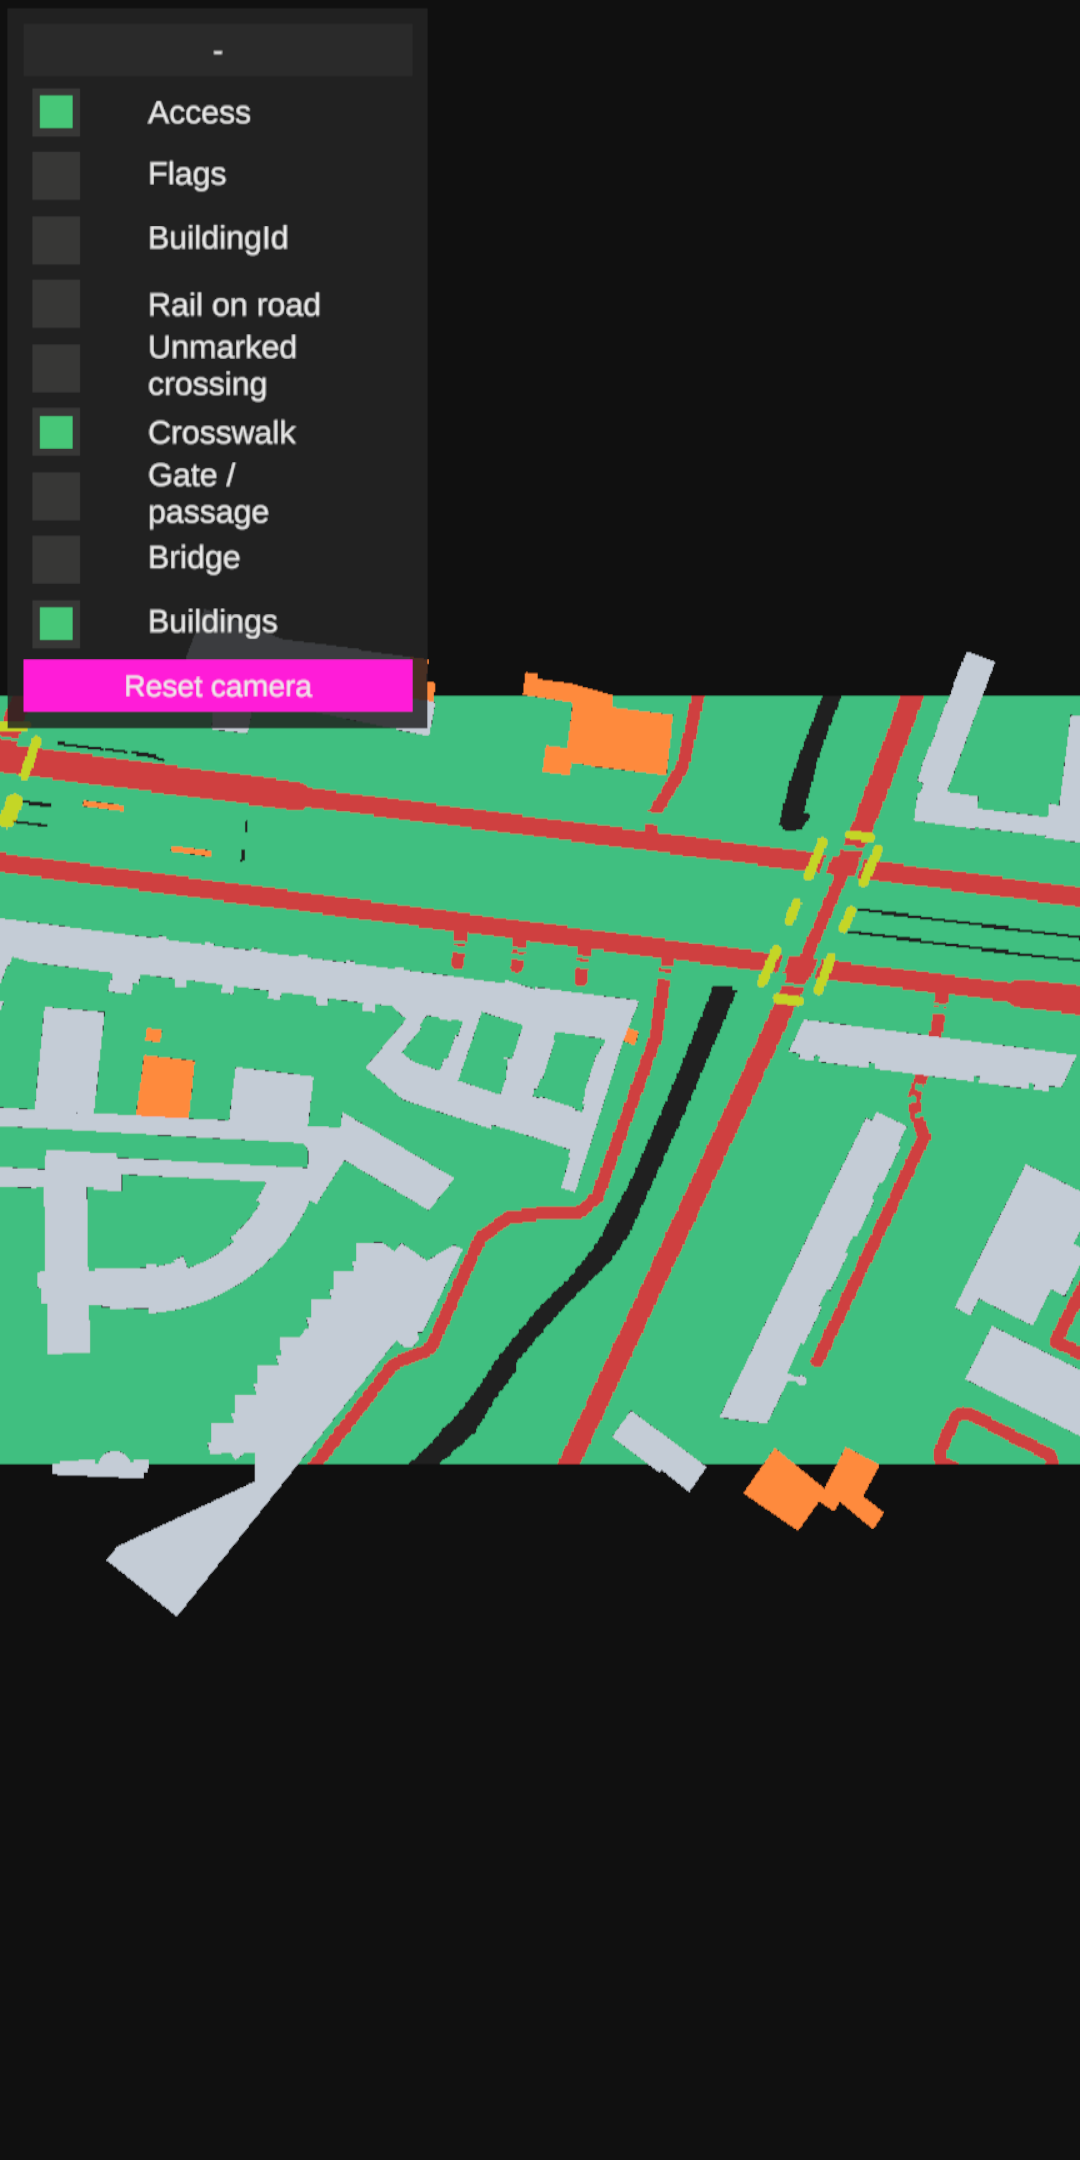 -
Access
Flags
BuildingId
Rail on road
Unmarked
crossing
Crosswalk
Gate /
passage
Bridge
Buildings
Reset camera